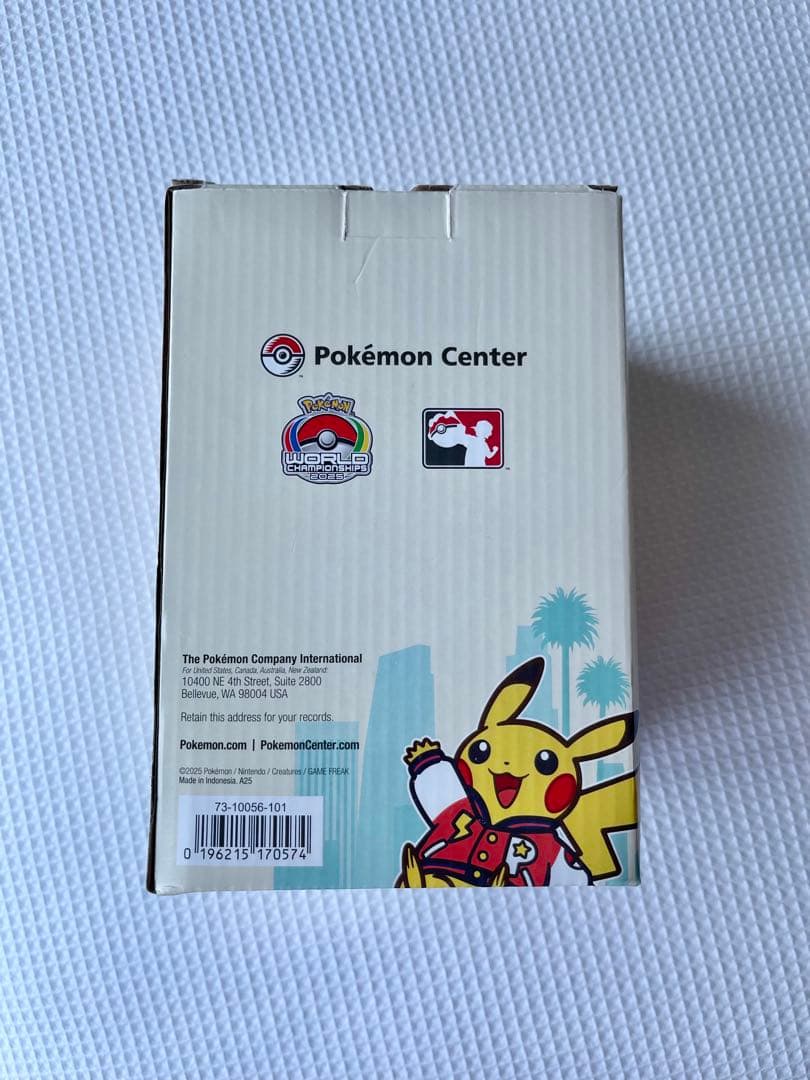 Pokémon Center
POKéMON
WORLD
CHAMPIONSHIPS
2025
The Pokémon Company International
For United States, Canada, Australia, New Zealand:
10400 NE 4th Street, Suite 2800
Bellevue, WA 98004 USA
Retain this address for your records.
Pokemon.com | PokemonCenter.com
©2025 Pokémon / Nintendo / Creatures / GAME FREAK
Made in Indonesia. A25
73-10056-101
0 196215 170574
P